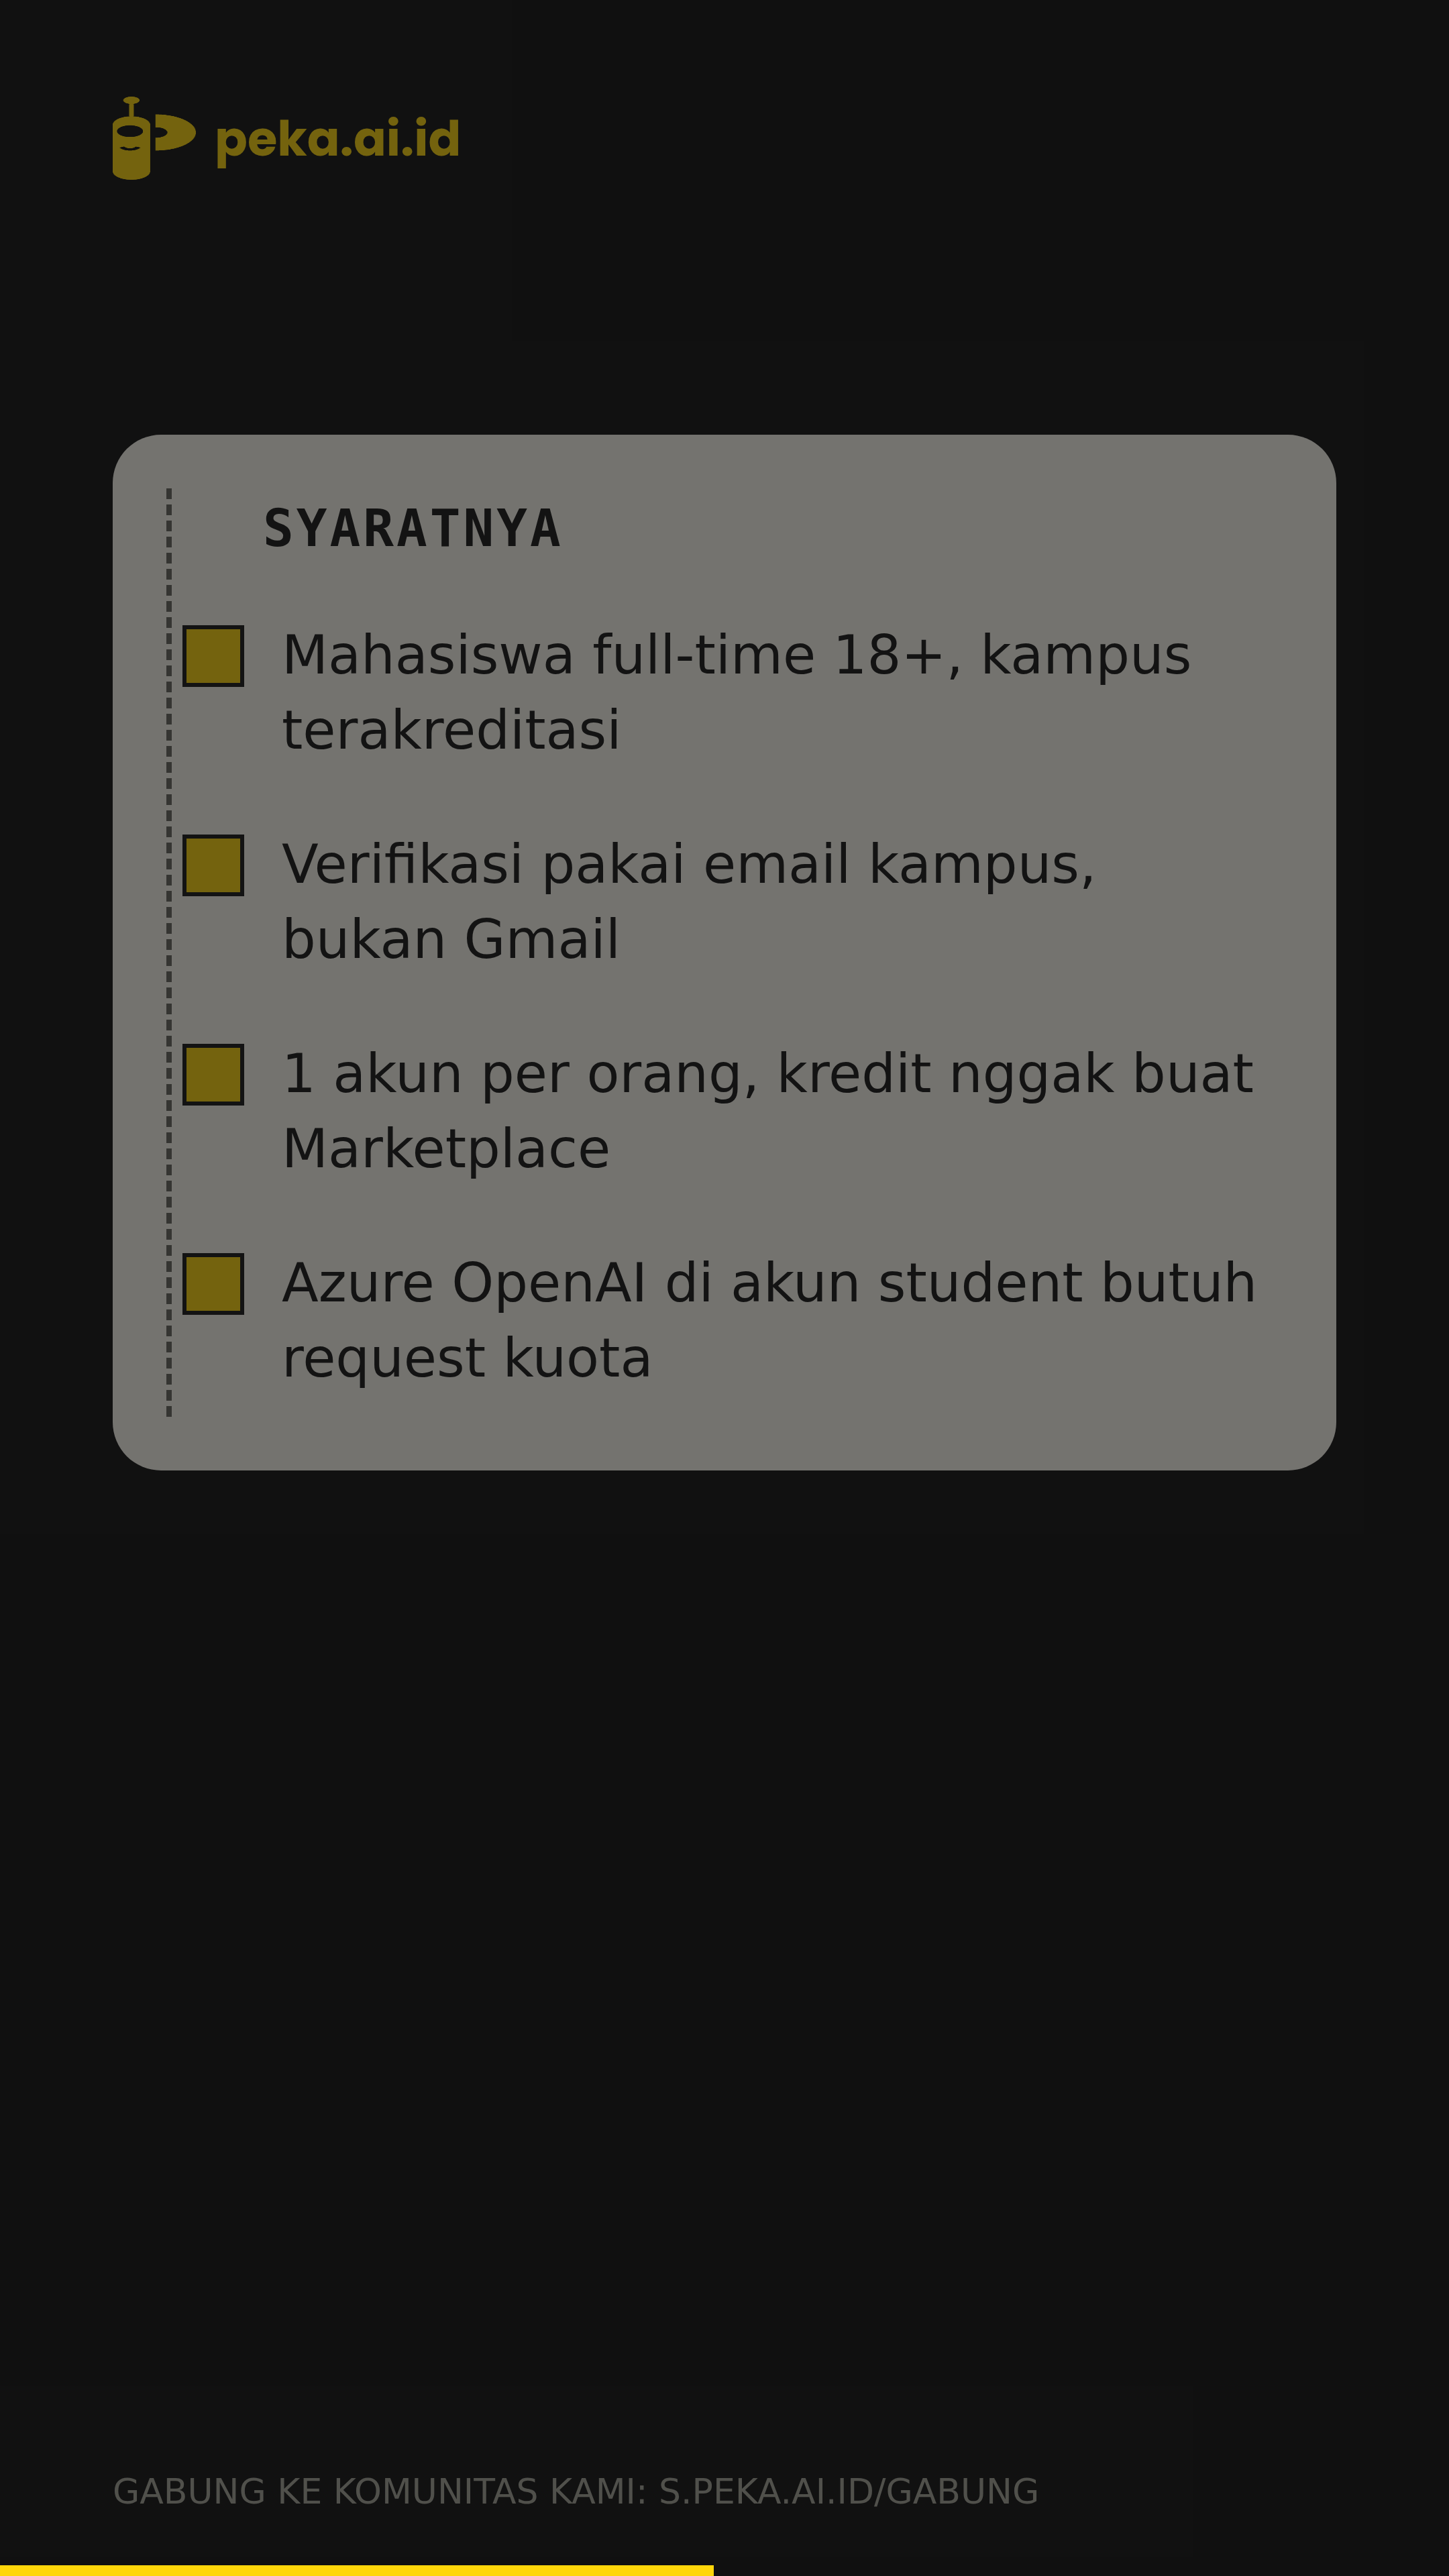 peka.ai.id
SYARATNYA
Mahasiswa full-time 18+, kampus
terakreditasi
Verifikasi pakai email kampus,
bukan Gmail
1 akun per orang, kredit nggak buat
Marketplace
Azure OpenAI di akun student butuh
request kuota
GABUNG KE KOMUNITAS KAMI: S.PEKA.AI.ID/GABUNG